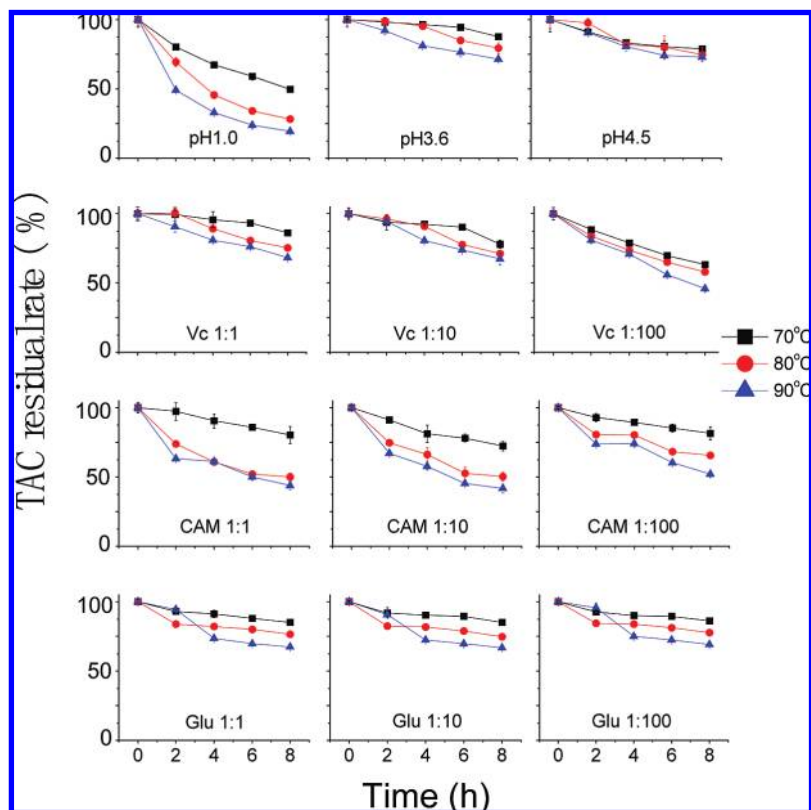 100
50
0
pH1.0
pH3.6
pH4.5
100
50
0
Vc 1:1
Vc 1:10
Vc 1:100
100
50
0
CAM 1:1
CAM 1:10
CAM 1:100
100
50
0
Glu 1:1
Glu 1:10
Glu 1:100
0 2 4 6 8
0 2 4 6 8
0 2 4 6 8
TAC residualrate (%)
Time (h)
70°C
80°C
90°C